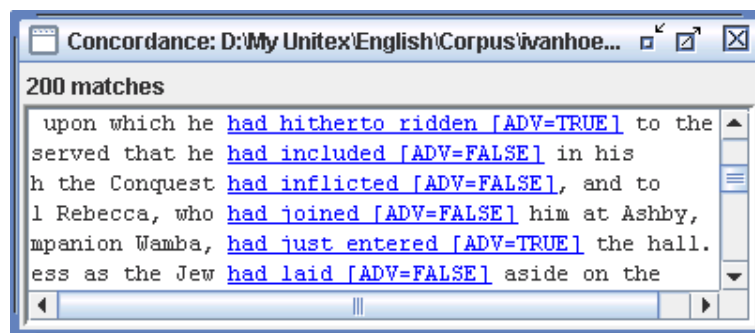 Concordance: D:\My Unitex\English\Corpus\ivanhoe...
200 matches
upon which he had hitherto ridden [ADV=TRUE] to the
served that he had included [ADV=FALSE] in his
h the Conquest had inflicted [ADV=FALSE], and to
l Rebecca, who had joined [ADV=FALSE] him at Ashby,
mpanion Wamba, had just entered [ADV=TRUE] the hall.
ess as the Jew had laid [ADV=FALSE] aside on the